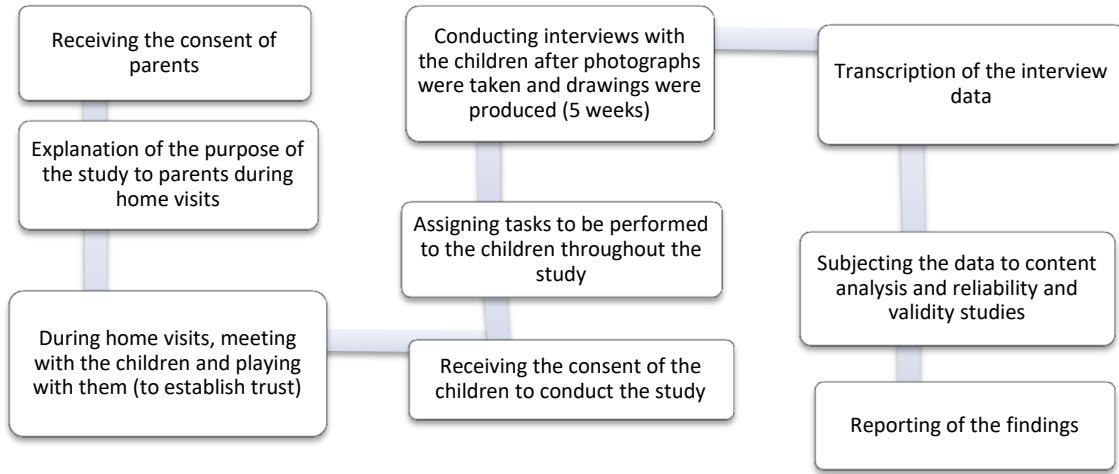 Receiving the consent of
parents
Explanation of the purpose of
the study to parents during
home visits
During home visits, meeting
with the children and playing
with them (to establish trust)
Receiving the consent of the
children to conduct the study
Assigning tasks to be performed
to the children throughout the
study
Conducting interviews with
the children after photographs
were taken and drawings were
produced (5 weeks)
Transcription of the interview
data
Subjecting the data to content
analysis and reliability and
validity studies
Reporting of the findings